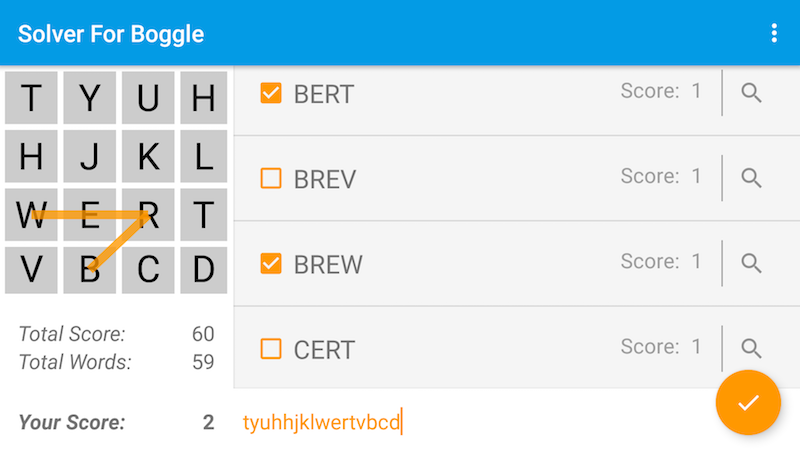 Solver For Boggle
T Y U H
H J K L
W E R T
V B C D
Total Score: 60
Total Words: 59
Your Score: 2
BERT Score: 1
BREV Score: 1
BREW Score: 1
CERT Score: 1
tyuhhjklwertvbcd